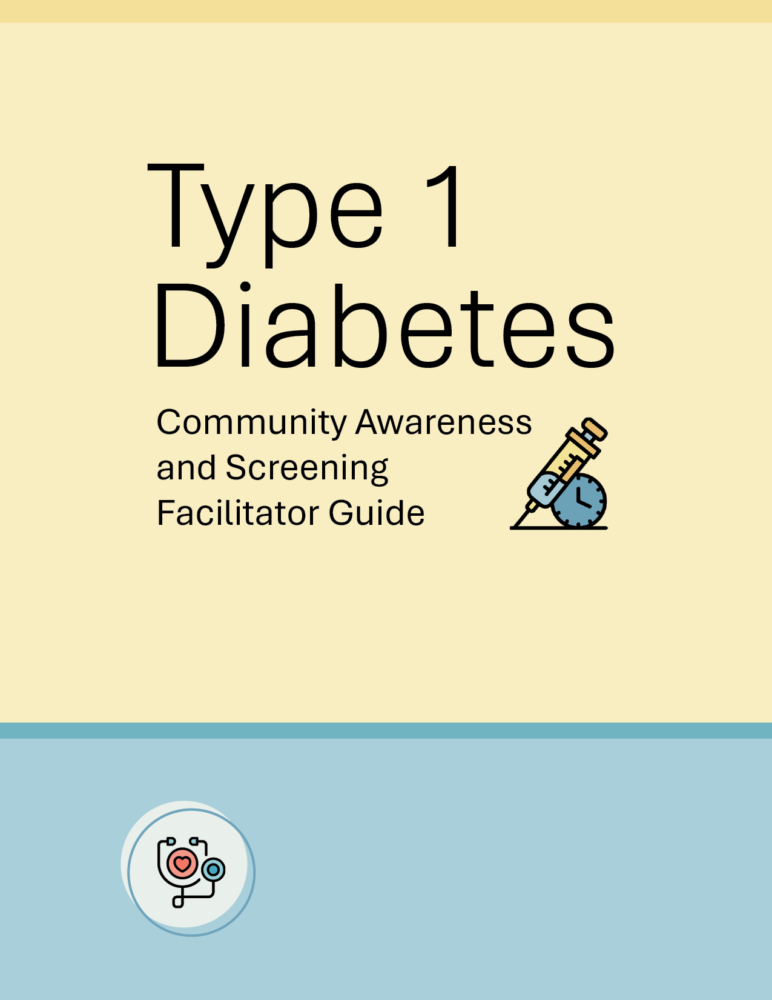 Type 1
Diabetes
Community Awareness
and Screening
Facilitator Guide